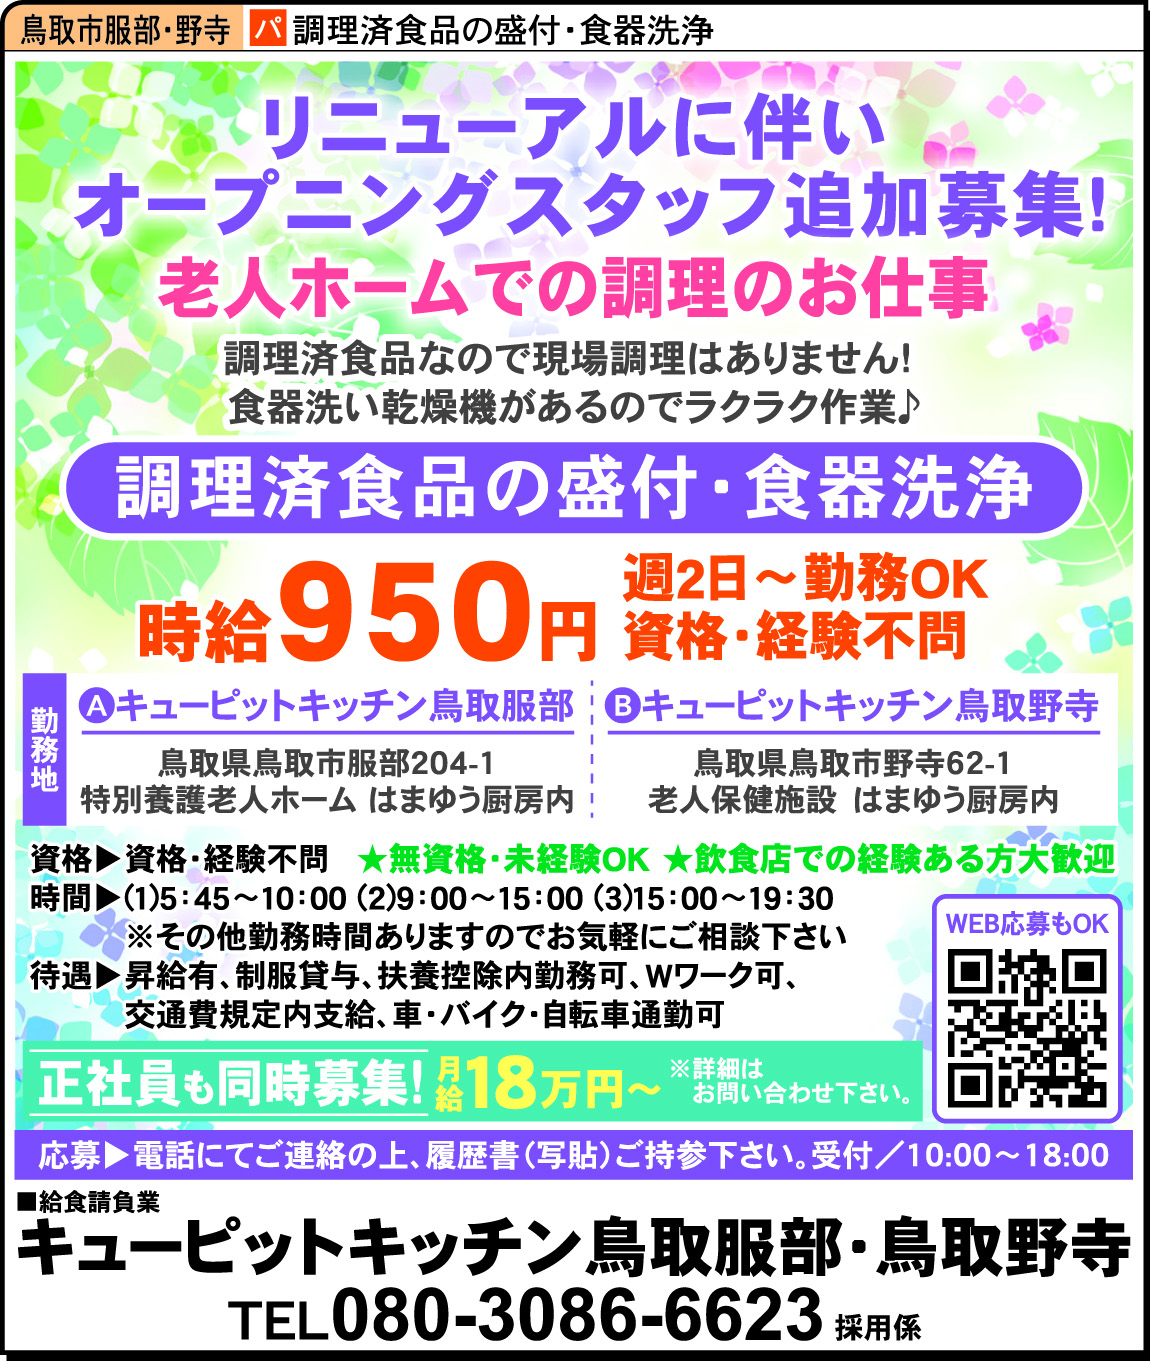 鳥取市服部・野寺 パ 調理済食品の盛付・食器洗浄
リニューアルに伴い
オープニングスタッフ追加募集!
老人ホームでの調理のお仕事
調理済食品なので現場調理はありません!
食器洗い乾燥機があるのでラクラク作業♪
調理済食品の盛付・食器洗浄
時給950円
週2日〜勤務OK
資格・経験不問
勤務地
Aキューピットキッチン鳥取服部
鳥取県鳥取市服部204-1
特別養護老人ホーム はまゆう厨房内
Bキューピットキッチン鳥取野寺
鳥取県鳥取市野寺62-1
老人保健施設 はまゆう厨房内
資格▶資格・経験不問 ★無資格・未経験OK ★飲食店での経験ある方大歓迎
時間▶(1)5:45〜10:00 (2)9:00〜15:00 (3)15:00〜19:30
※その他勤務時間ありますのでお気軽にご相談下さい
待遇▶昇給有、制服貸与、扶養控除内勤務可、Wワーク可、
交通費規定内支給、車・バイク・自転車通勤可
WEB応募もOK
正社員も同時募集! 月給18万円〜
※詳細は
お問い合わせ下さい。
応募▶電話にてご連絡の上、履歴書(写貼)ご持参下さい。受付／10:00〜18:00
■給食請負業
キューピットキッチン鳥取服部・鳥取野寺
TEL080-3086-6623 採用係